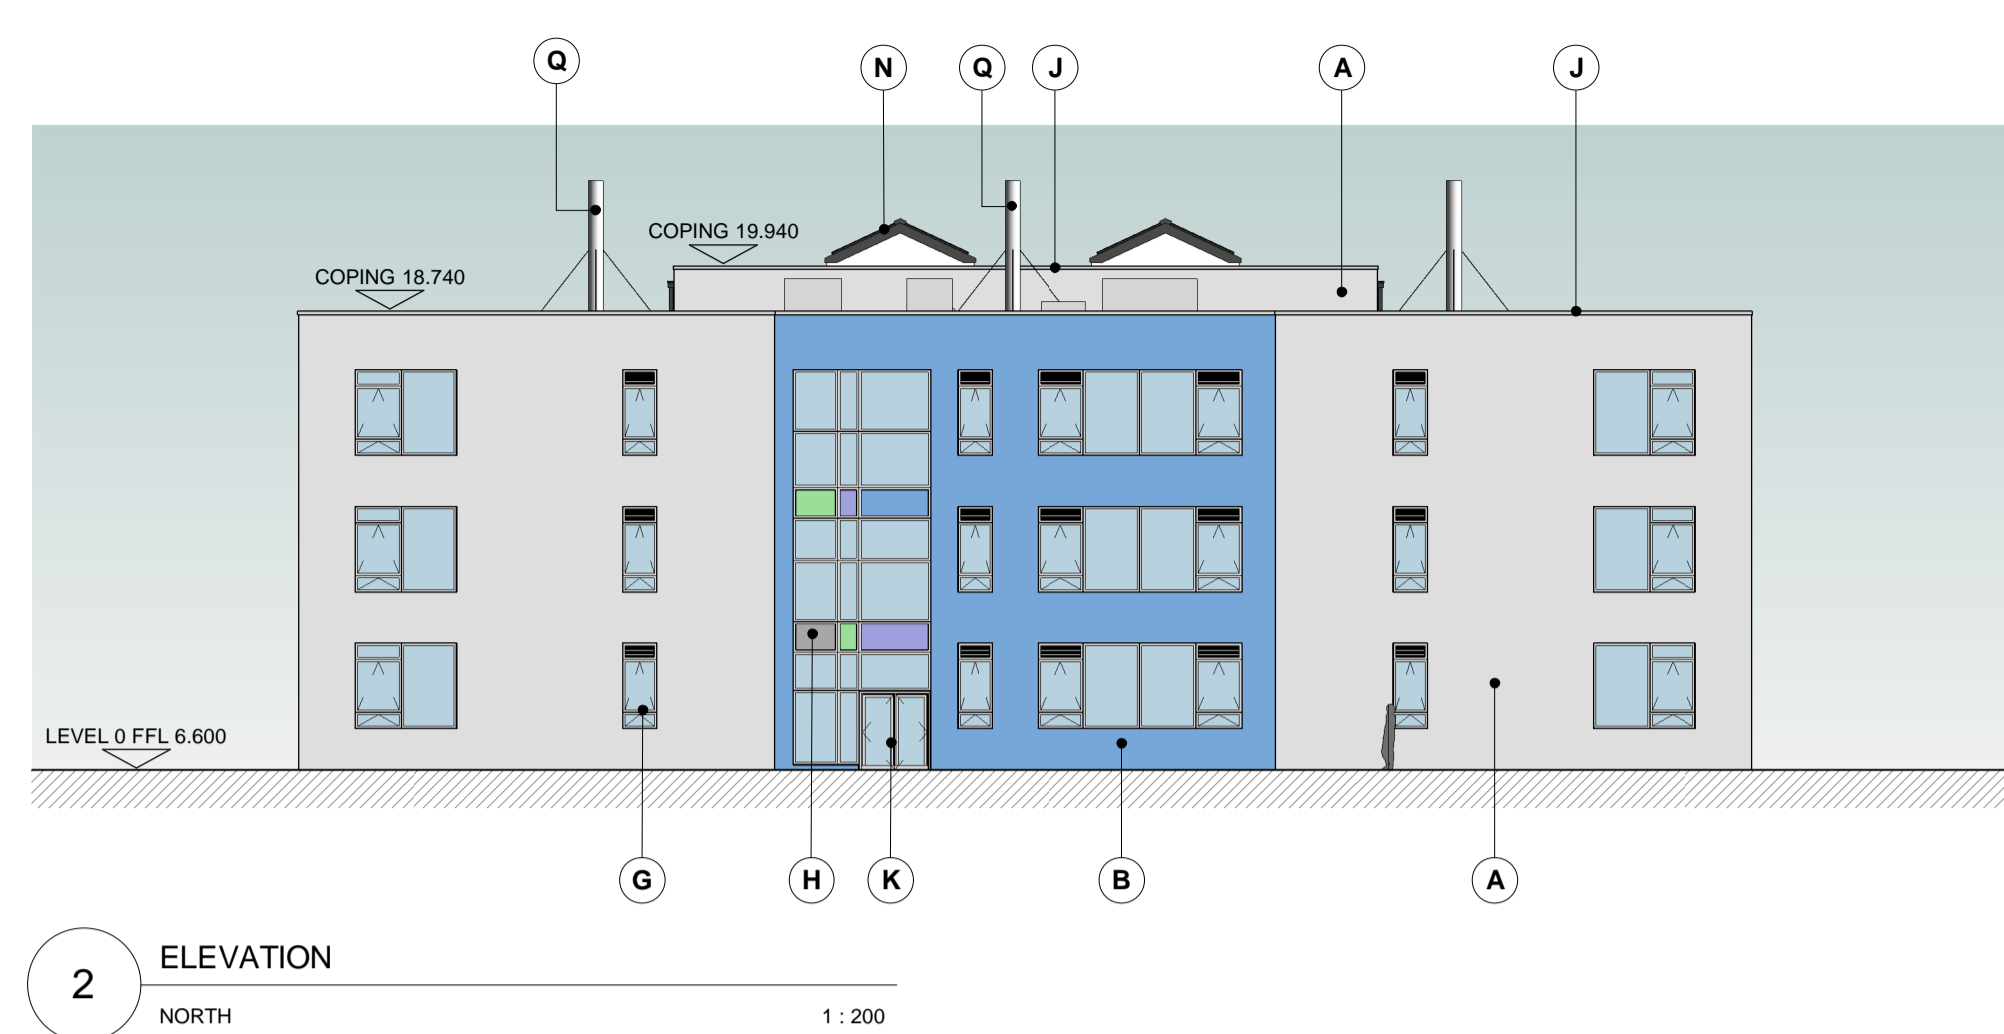 Q
N
Q
J
A
J
COPING 19.940
COPING 18.740
LEVEL 0 FFL 6.600
G
H
K
B
A
2
ELEVATION
NORTH
1 : 200